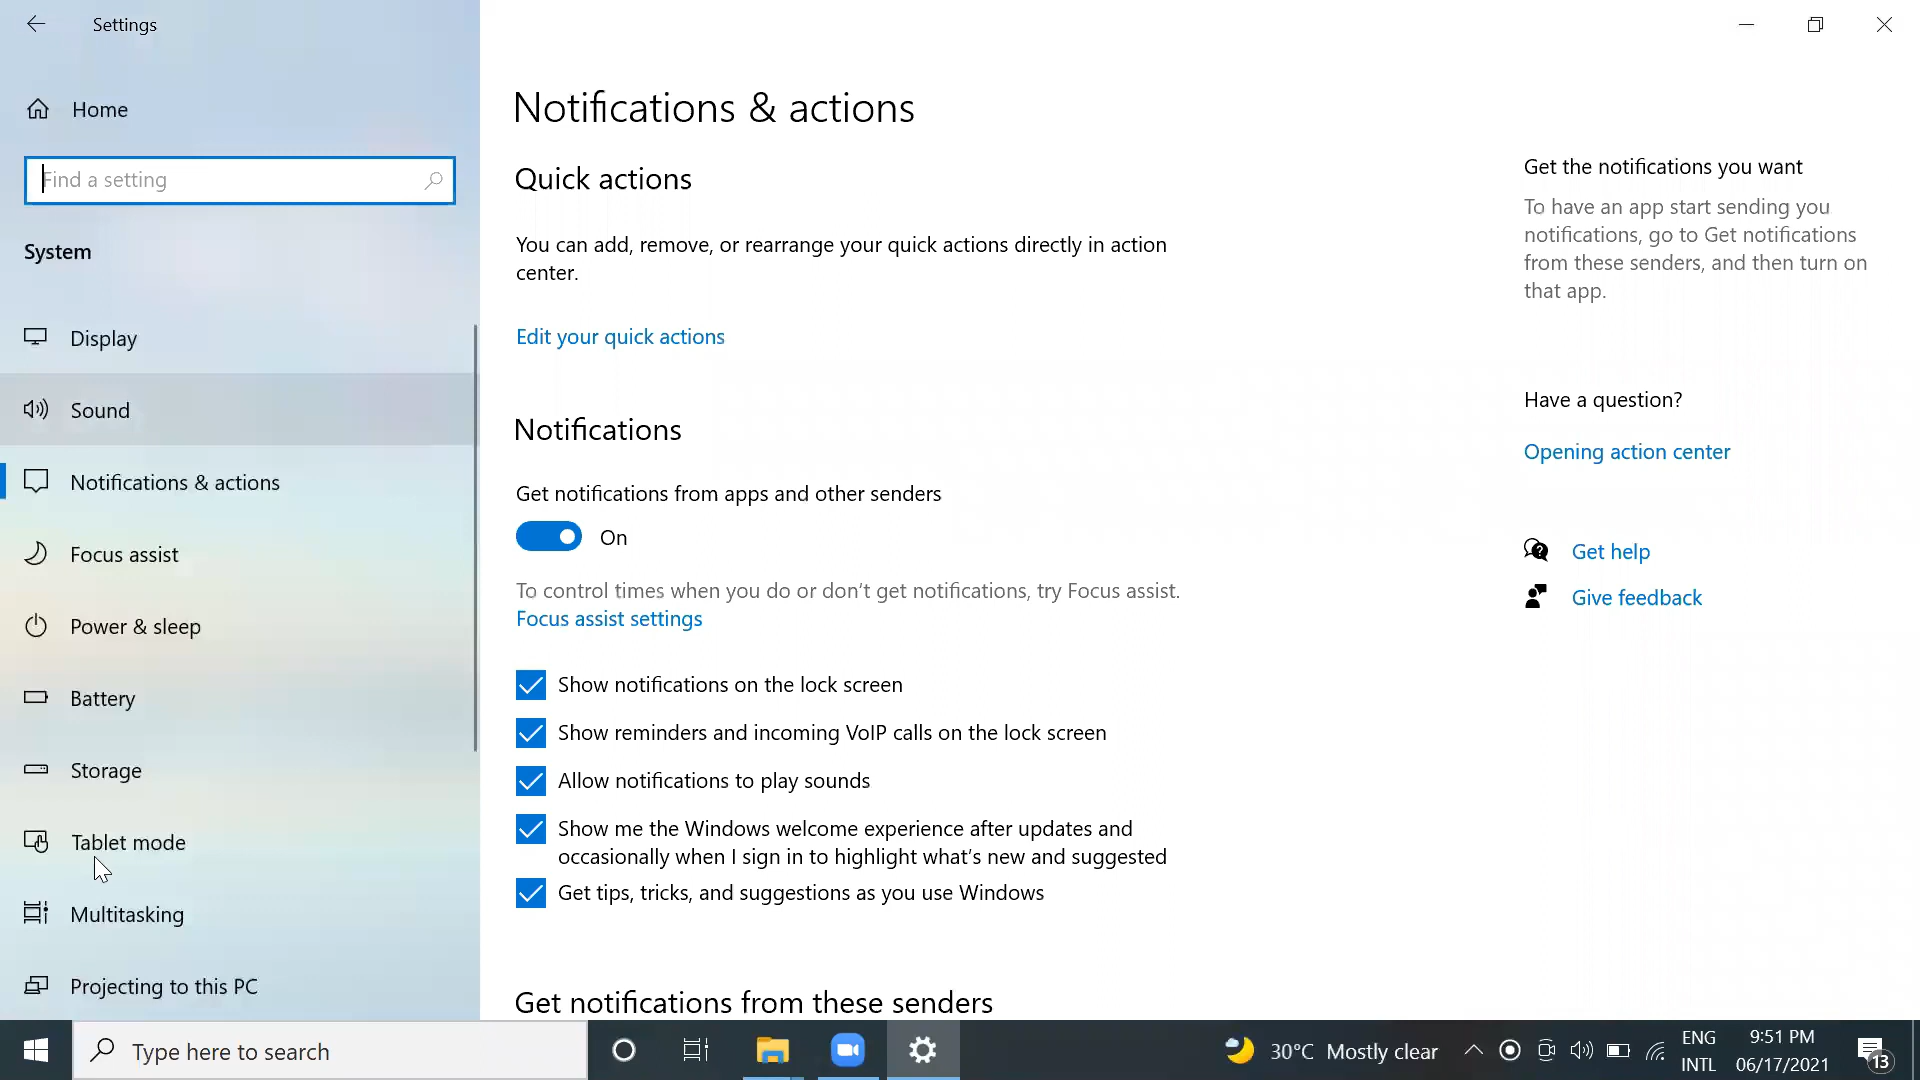 Settings
Home
Find a setting
System
Display
Sound
Notifications & actions
Focus assist
Power & sleep
Battery
Storage
Tablet mode
Multitasking
Projecting to this PC
Notifications & actions
Quick actions
You can add, remove, or rearrange your quick actions directly in action
center.
Edit your quick actions
Notifications
Get notifications from apps and other senders
On
To control times when you do or don't get notifications, try Focus assist.
Focus assist settings
Show notifications on the lock screen
Show reminders and incoming VoIP calls on the lock screen
Allow notifications to play sounds
Show me the Windows welcome experience after updates and
occasionally when I sign in to highlight what's new and suggested
Get tips, tricks, and suggestions as you use Windows
Get notifications from these senders
Get the notifications you want
To have an app start sending you
notifications, go to Get notifications
from these senders, and then turn on
that app.
Have a question?
Opening action center
Get help
Give feedback
Type here to search
30°C Mostly clear
ENG
INTL
9:51 PM
06/17/2021
13